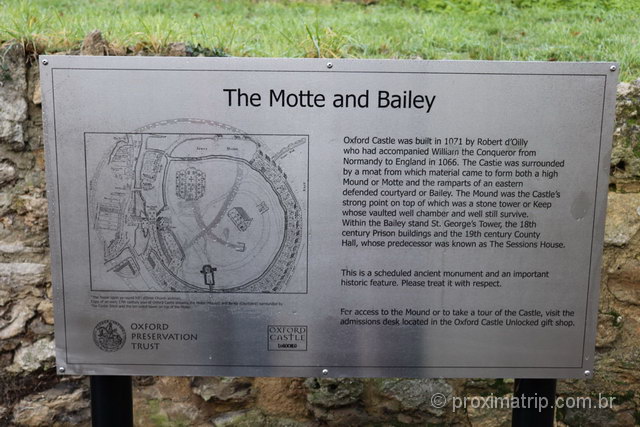 The Motte and Bailey
Oxford Castle was built in 1071 by Robert d'Oilly
who had accompanied William the Conqueror from
Normandy to England in 1066. The Castle was surrounded
by a moat from which material came to form both a high
Mound or Motte and the ramparts of an eastern
defended courtyard or Bailey. The Mound was the Castle's
strong point on top of which was a stone tower or Keep
whose vaulted well chamber and well still survive.
Within the Bailey stand St. George's Tower, the 18th
century Prison buildings and the 19th century County
Hall, whose predecessor was known as The Sessions House.
This is a scheduled ancient monument and an important
historic feature. Please treat it with respect.
For access to the Mound or to take a tour of the Castle, visit the
admissions desk located in the Oxford Castle Unlocked gift shop.
OXFORD
PRESERVATION
TRUST
OXFORD
CASTLE
© proximatrip.com.br